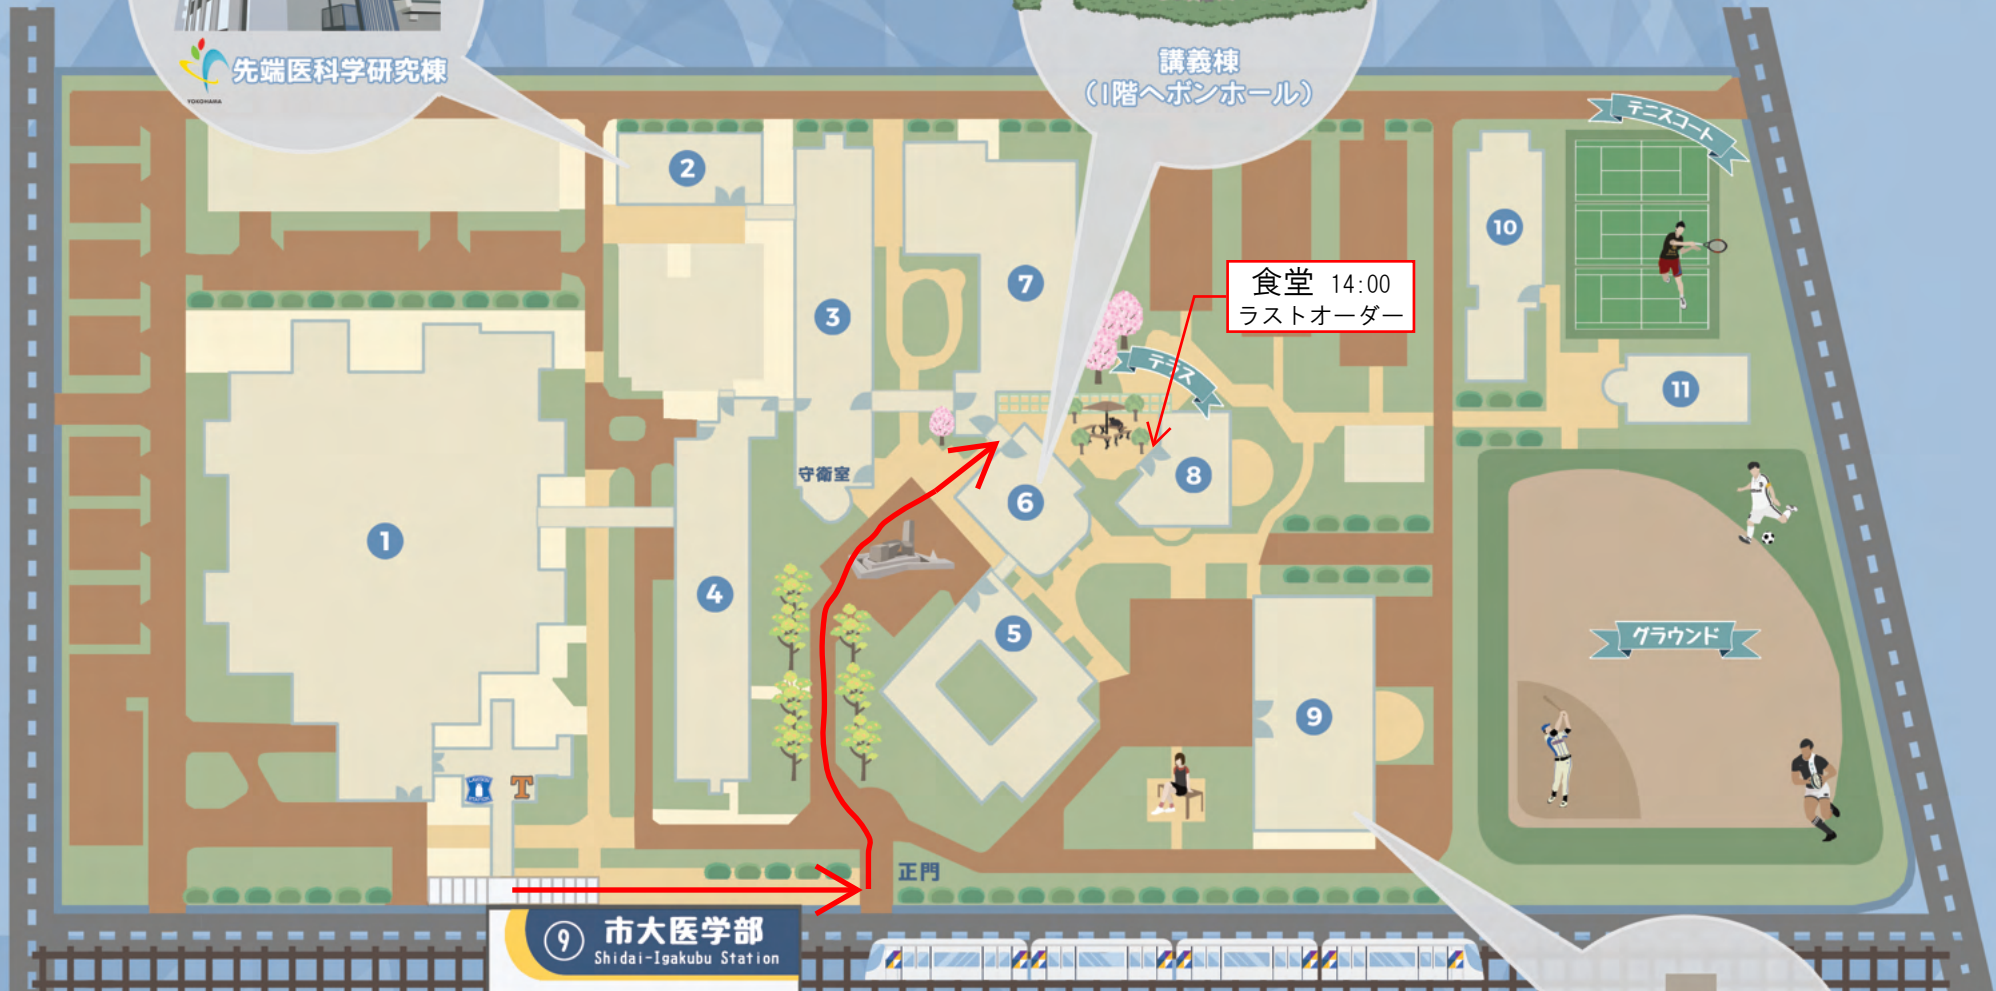 先端医科学研究棟
YOKOHAMA
講義棟
(1階ヘボンホール)
テニスコート
2
10
7
3
食堂 14:00
ラストオーダー
テラス
11
守衛室
8
6
1
4
5
グラウンド
9
LAWSON
STATION
T
正門
9 市大医学部
Shidai-Igakubu Station